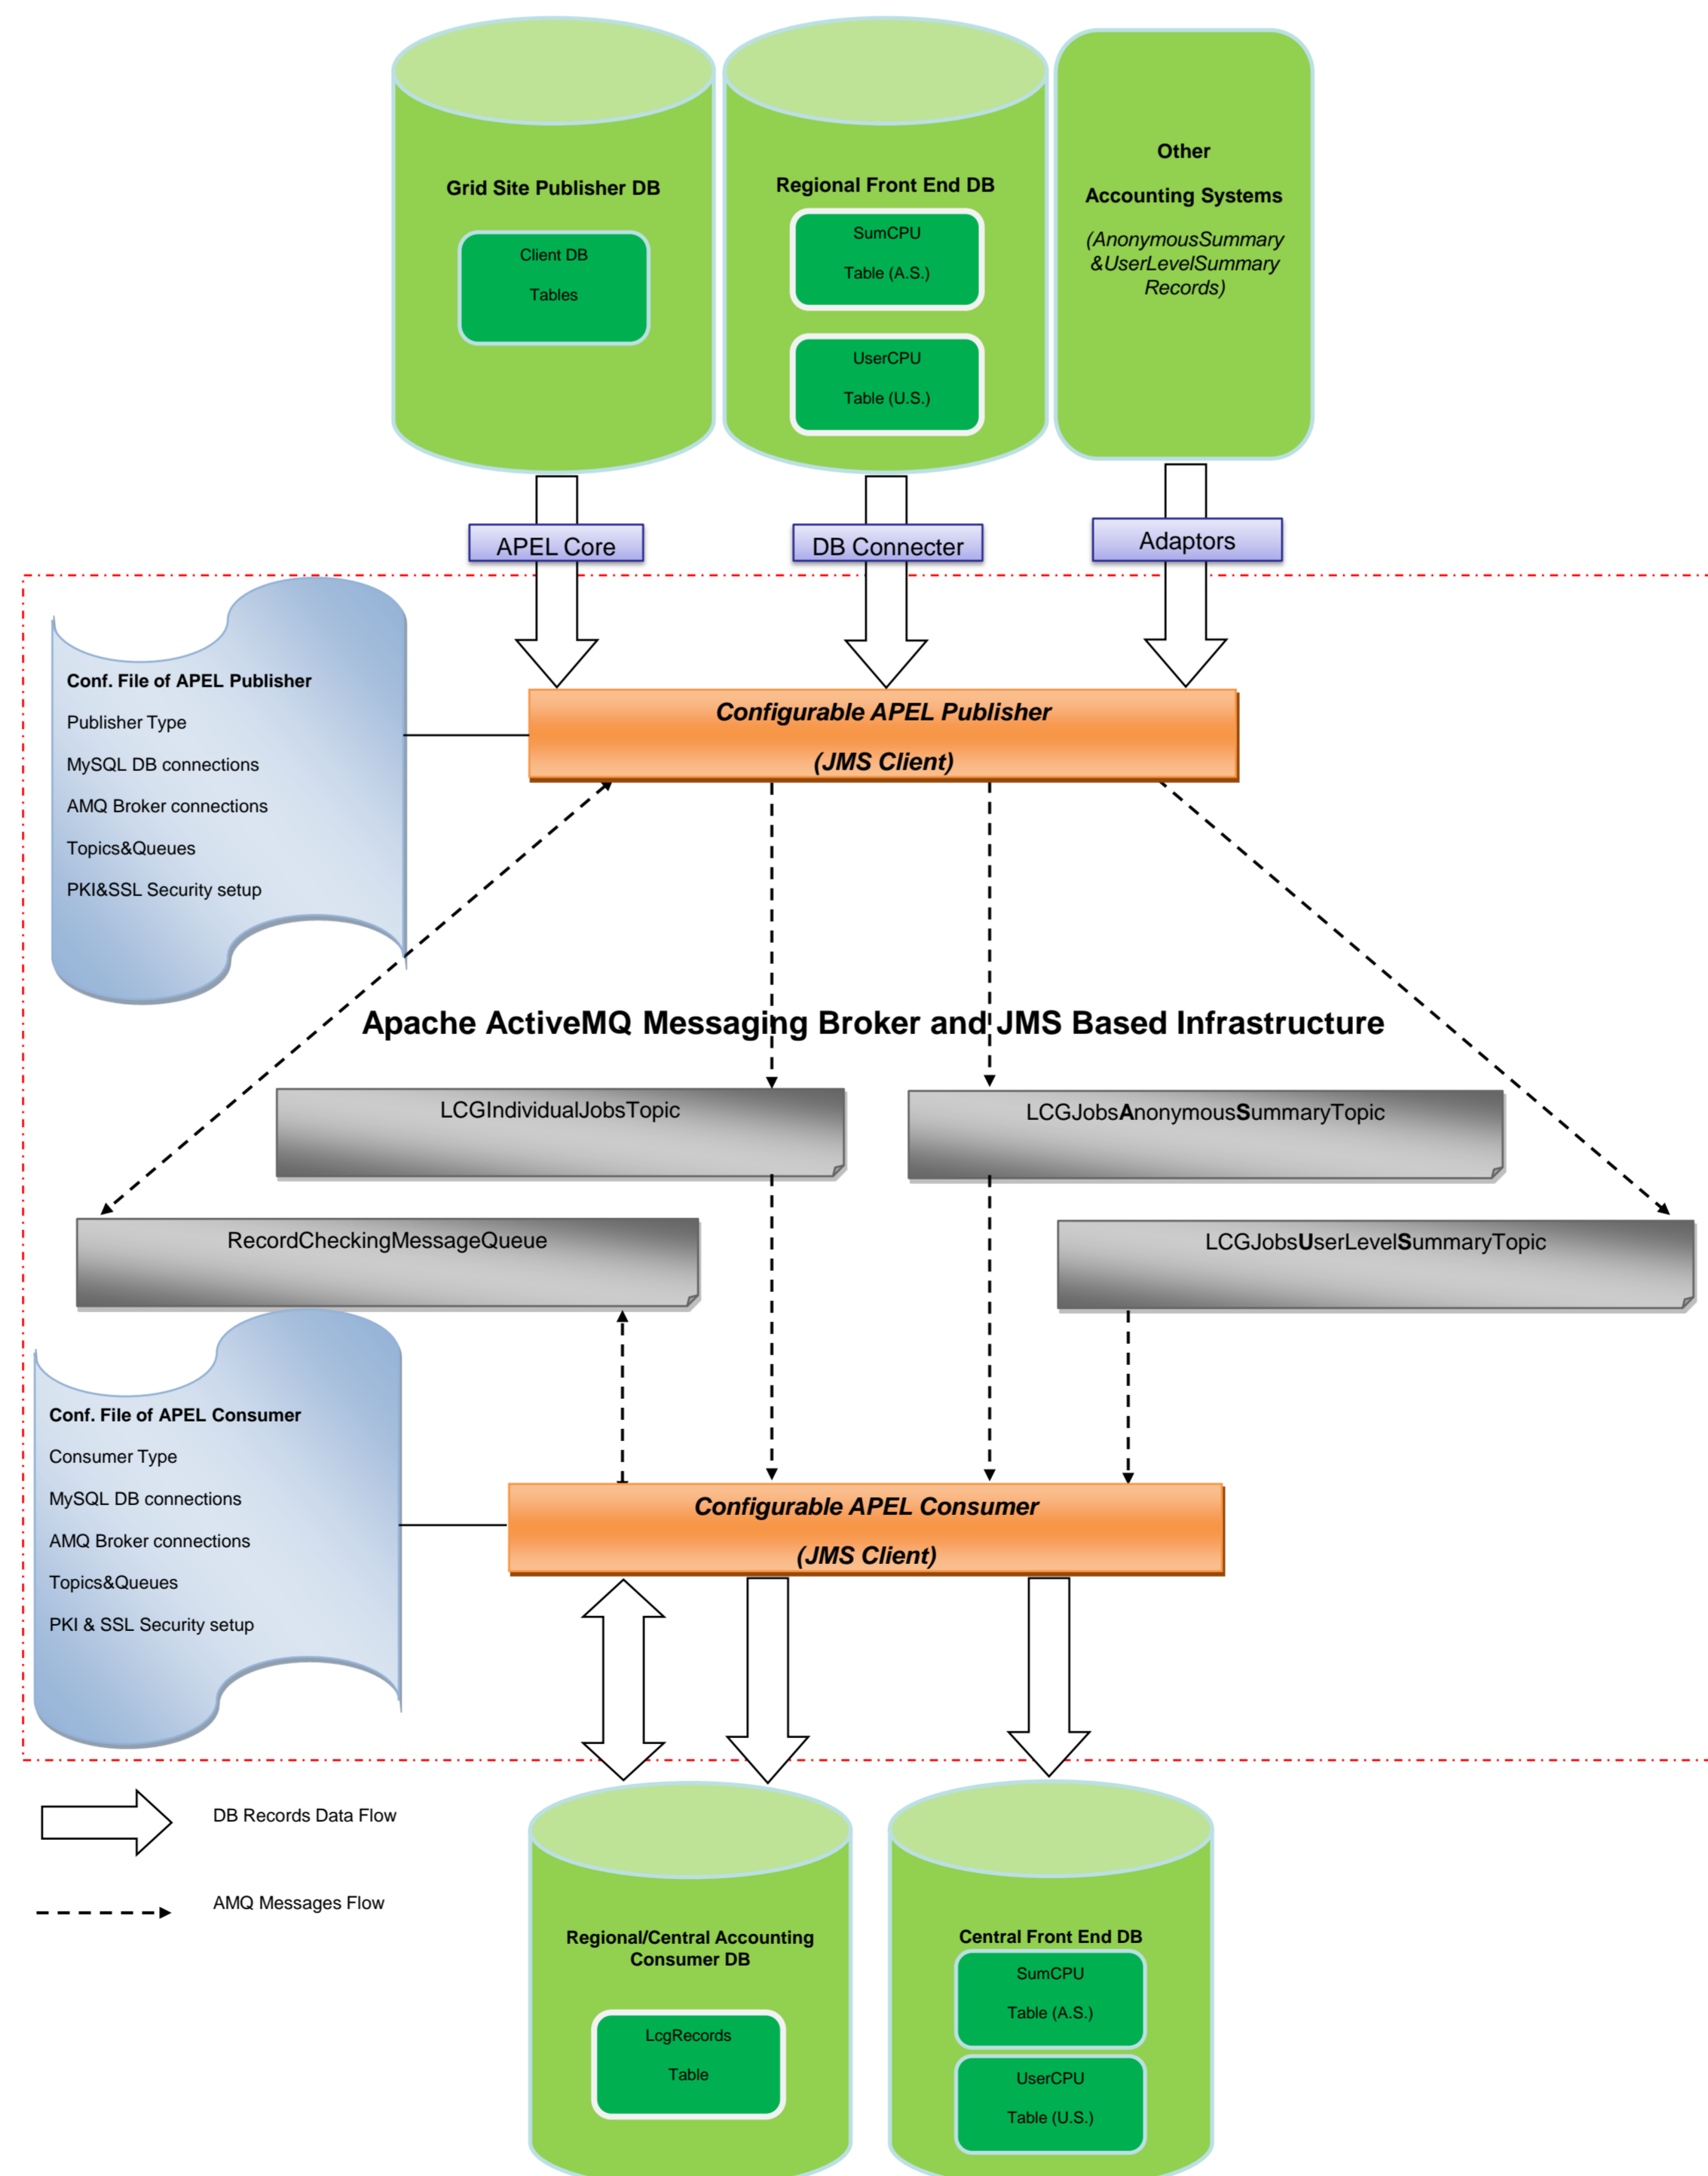 Grid Site Publisher DB
Client DB
Tables
Regional Front End DB
SumCPU
Table (A.S.)
UserCPU
Table (U.S.)
Other
Accounting Systems
(AnonymousSummary
&UserLevelSummary
Records)
APEL Core
DB Connecter
Adaptors
Conf. File of APEL Publisher
Publisher Type
MySQL DB connections
AMQ Broker connections
Topics&Queues
PKI&SSL Security setup
Configurable APEL Publisher
(JMS Client)
Apache ActiveMQ Messaging Broker and JMS Based Infrastructure
LCGIndividualJobsTopic
LCGJobsAnonymousSummaryTopic
RecordCheckingMessageQueue
LCGJobsUserLevelSummaryTopic
Conf. File of APEL Consumer
Consumer Type
MySQL DB connections
AMQ Broker connections
Topics&Queues
PKI & SSL Security setup
Configurable APEL Consumer
(JMS Client)
DB Records Data Flow
AMQ Messages Flow
Regional/Central Accounting
Consumer DB
LcgRecords
Table
Central Front End DB
SumCPU
Table (A.S.)
UserCPU
Table (U.S.)